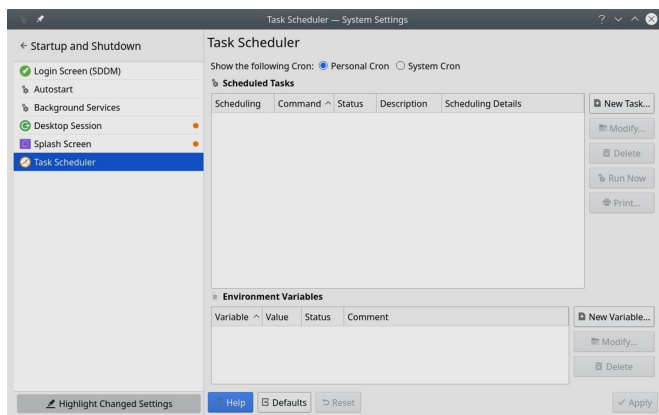 Task Scheduler — System Settings
← Startup and Shutdown
Login Screen (SDDM)
Autostart
Background Services
Desktop Session
Splash Screen
Task Scheduler
Highlight Changed Settings
Task Scheduler
Show the following Cron: Personal Cron System Cron
Scheduled Tasks
Scheduling Command Status Description Scheduling Details
New Task...
Modify...
Delete
Run Now
Print...
Environment Variables
Variable Value Status Comment
New Variable...
Modify...
Delete
Help Defaults Reset Apply